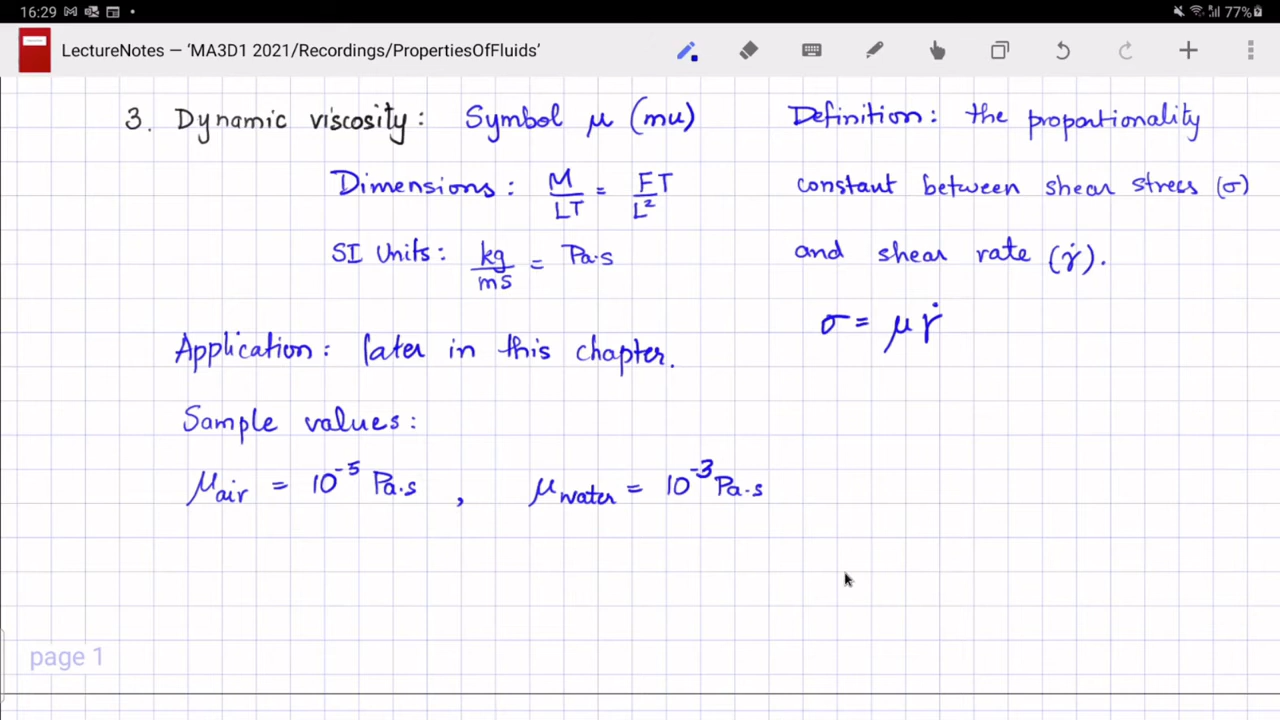 16:29
77%
LectureNotes — ‘MA3D1 2021/Recordings/PropertiesOfFluids’
3. Dynamic viscosity: Symbol μ (mu)
Dimensions: M/LT = FT/L²
SI Units: kg/ms = Pa·s
Application: later in this chapter.
Sample values:
μair = 10⁻⁵ Pa·s , μwater = 10⁻³ Pa·s
Definition: the proportionality
constant between shear stress (σ)
and shear rate (γ̇).
σ = μγ̇
page 1